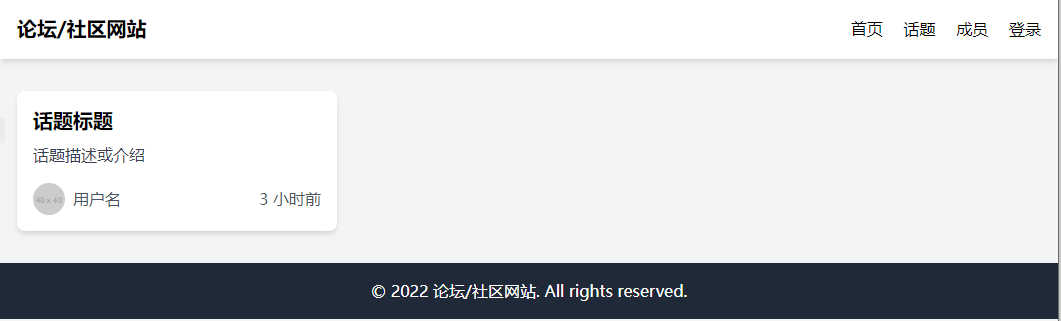 论坛/社区网站
首页 话题 成员 登录
话题标题
话题描述或介绍
40 x 40 用户名 3 小时前
© 2022 论坛/社区网站. All rights reserved.